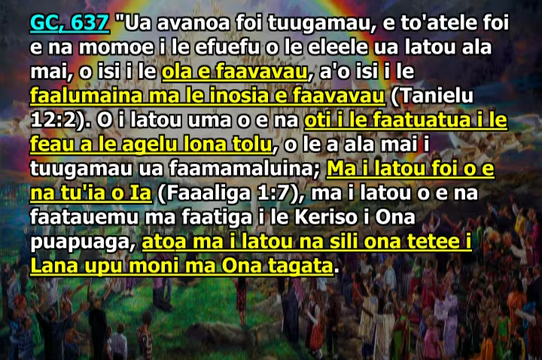 GC, 637 "Ua avanoa foi tuugamau, e to'atele foi
e na momoe i le efuefu o le eleele ua latou ala
mai, o isi i le ola e faavavau, a'o isi i le
faalumaina ma le inosia e faavavau (Tanielu
12:2). O i latou uma o e na oti i le faatuatua i le
feau a le agelu lona tolu, o le a ala mai i
tuugamau ua faamamaluina; Ma i latou foi o e
na tu'ia o Ia (Faaaliga 1:7), ma i latou o e na
faatauemu ma faatiga i le Keriso i Ona
puapuaga, atoa ma i latou na sili ona tetee i
Lana upu moni ma Ona tagata.